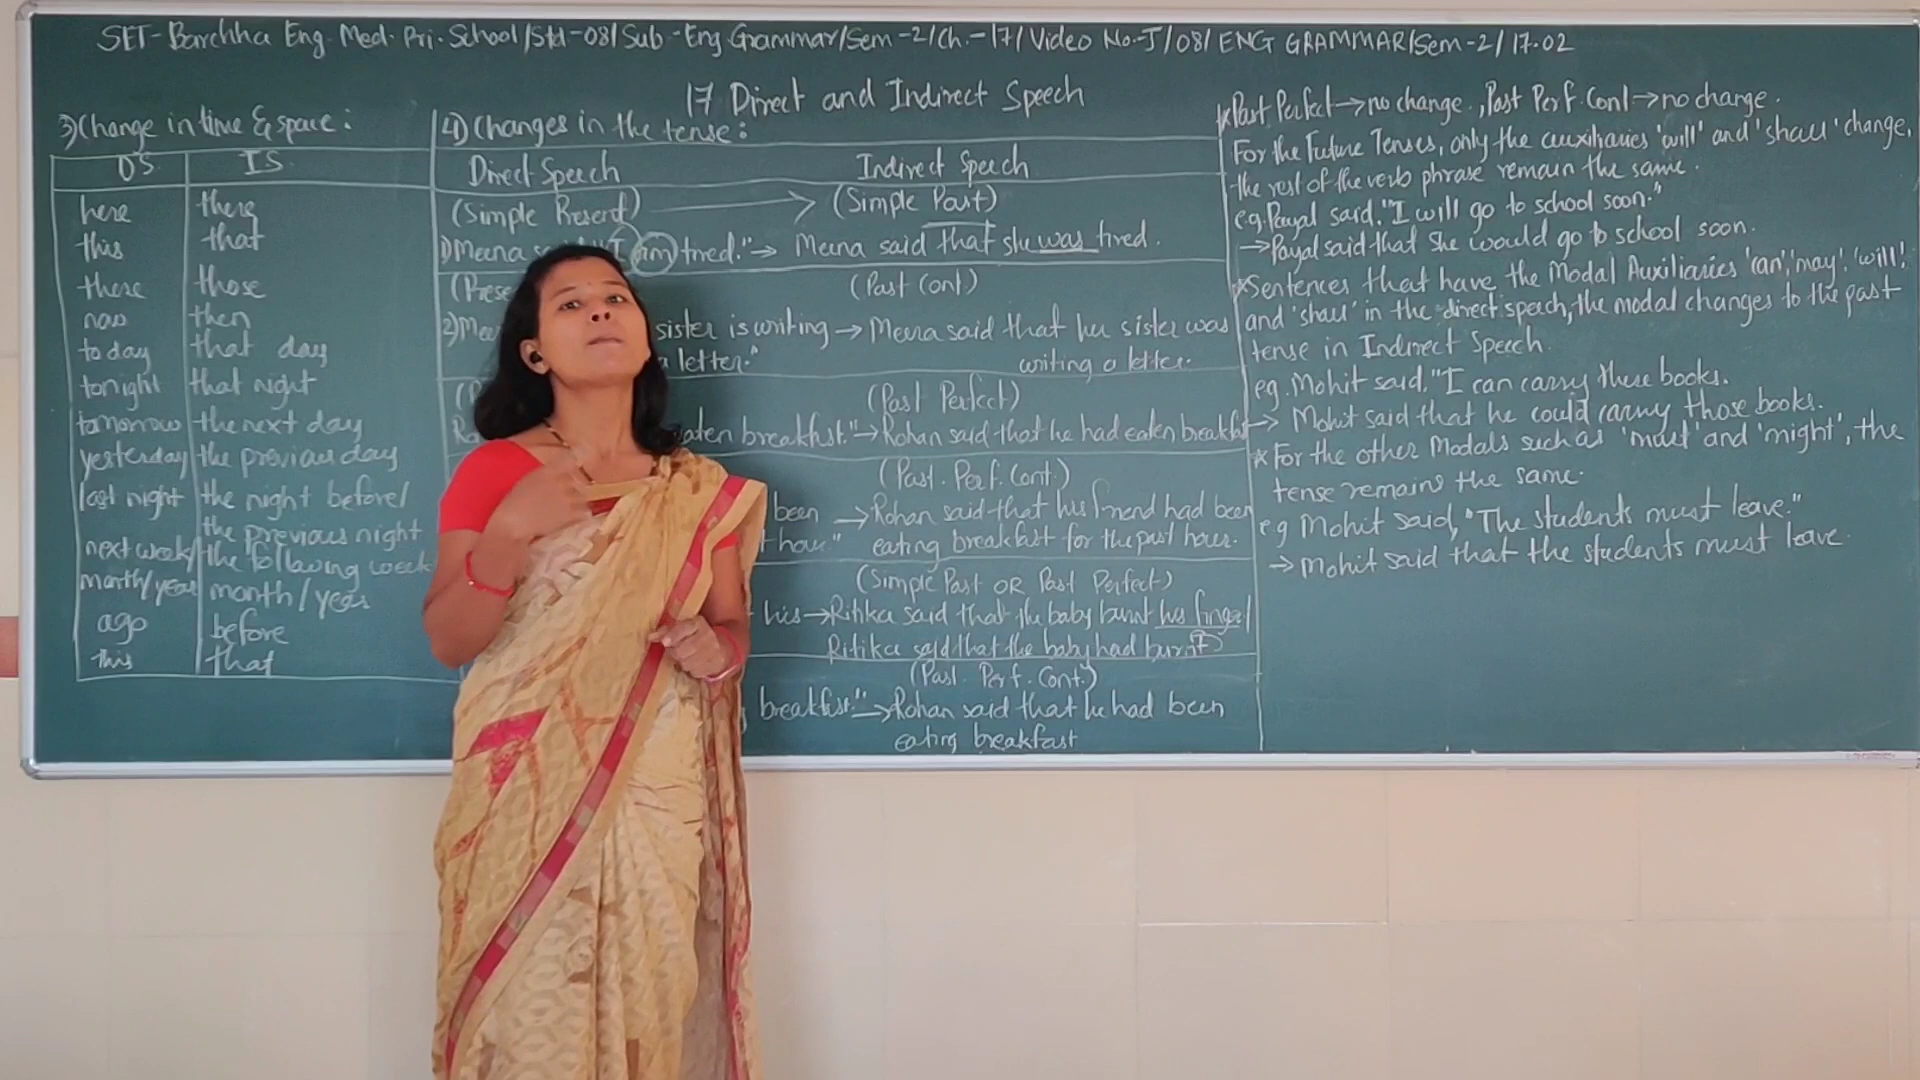 SET- Barchha Eng. Med. Pri. School/Std-08/Sub-Eng Grammar/Sem-2/Ch.-17/Video No.-J/08/ENG GRAMMAR/Sem-2/17.02
17 Direct and Indirect Speech
3) Change in time & space:
DS IS
here there
this that
these those
now then
today that day
tonight that night
tomorrow the next day
yesterday the previous day
last night the night before/
the previous night
next week/ the following week
month/year month/year
ago before
this that
4) Changes in the tense:
Direct Speech Indirect Speech
(Simple Present) → (Simple Past)
1) Meena "I am tired." → Meena said that she was tired.
(Past Cont)
2) sister is writing → Meena said that her sister was
a letter." writing a letter.
(Past Perfect)
eaten breakfast." → Rohan said that he had eaten breakfast
(Past. Perf. Cont.)
been → Rohan said that his friend had been
hour." eating breakfast for the past hour.
(Simple Past OR Past Perfect)
his → Ritika said that the baby burnt his finger/
Ritika said that the baby had burnt
(Past. Perf. Cont.)
breakfast." → Rohan said that he had been
eating breakfast
* Past Perfect → no change., Past Perf. Cont → no change.
For the Future Tenses, only the auxiliaries 'will' and 'shall' change,
the rest of the verb phrase remain the same.
e.g. Payal said, "I will go to school soon."
→ Payal said that she would go to school soon.
* Sentences that have the Modal Auxiliaries 'can', 'may', 'will'
and 'shall' in the direct speech, the modal changes to the past
tense in Indirect Speech.
eg. Mohit said, "I can carry these books.
→ Mohit said that he could carry those books.
* For the other Modals such as 'must' and 'might', the
tense remains the same.
e.g Mohit said, "The students must leave."
→ Mohit said that the students must leave.